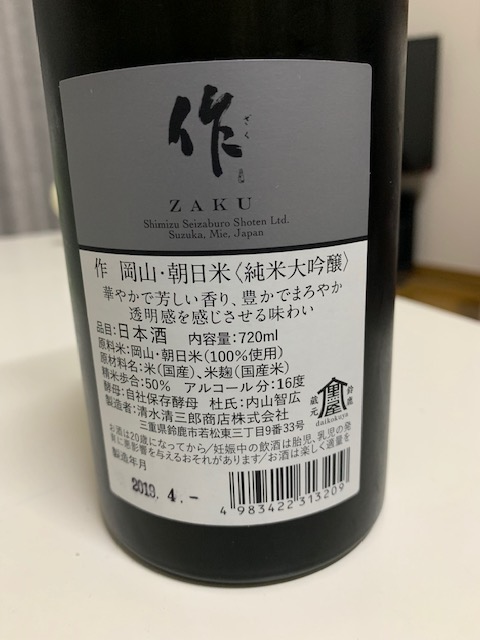 作
ざく
ZAKU
Shimizu Seizaburo Shoten Ltd.
Suzuka, Mie, Japan
作 岡山・朝日米〈純米大吟醸〉
華やかで芳しい香り、豊かでまろやか
透明感を感じさせる味わい
品目:日本酒 内容量:720ml
原料米:岡山・朝日米(100%使用)
原材料名:米(国産)、米麹(国産米)
精米歩合:50% アルコール分:16度
酵母:自社保存酵母 杜氏:内山智広
製造者:清水清三郎商店株式会社
三重県鈴鹿市若松東三丁目9番33号
蔵元 鈴鹿
daikokuya
お酒は20歳になってから/妊娠中の飲酒は胎児、乳児の発
育に悪影響を与えるおそれがあります/お酒は楽しく適量を
製造年月
2019. 4. -
4 983422 313209